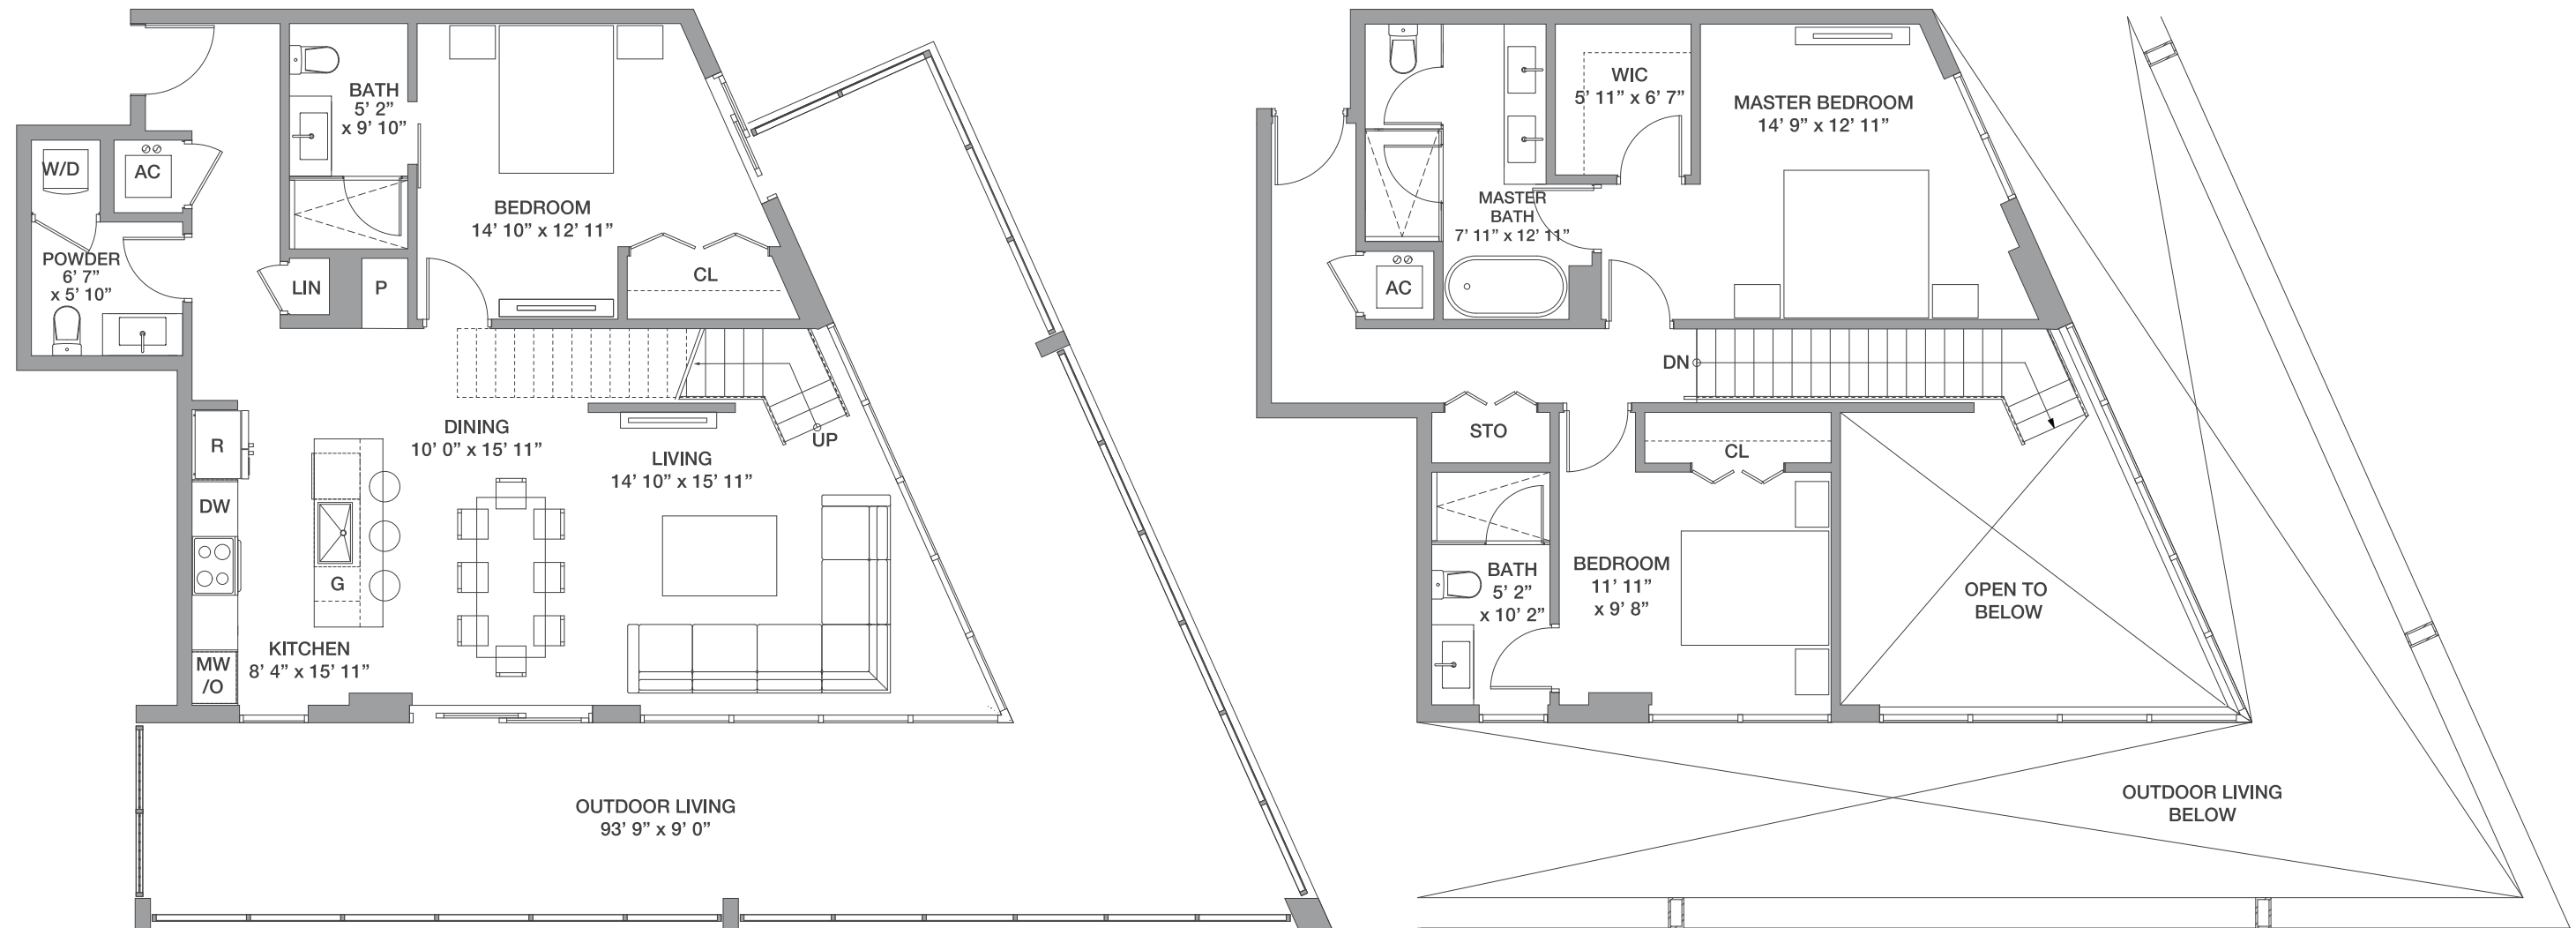 BATH
5’ 2”
x 9’ 10”
W/D
AC
BEDROOM
14’ 10” x 12’ 11”
POWDER
6’ 7”
x 5’ 10”
LIN
P
CL
R
DINING
10’ 0” x 15’ 11”
UP
LIVING
14’ 10” x 15’ 11”
DW
G
KITCHEN
8’ 4” x 15’ 11”
MW
/O
OUTDOOR LIVING
93’ 9” x 9’ 0”
WIC
5’ 11” x 6’ 7”
MASTER BEDROOM
14’ 9” x 12’ 11”
MASTER
BATH
7’ 11” x 12’ 11”
AC
DN
STO
CL
BATH
5’ 2”
x 10’ 2”
BEDROOM
11’ 11”
x 9’ 8”
OPEN TO
BELOW
OUTDOOR LIVING
BELOW